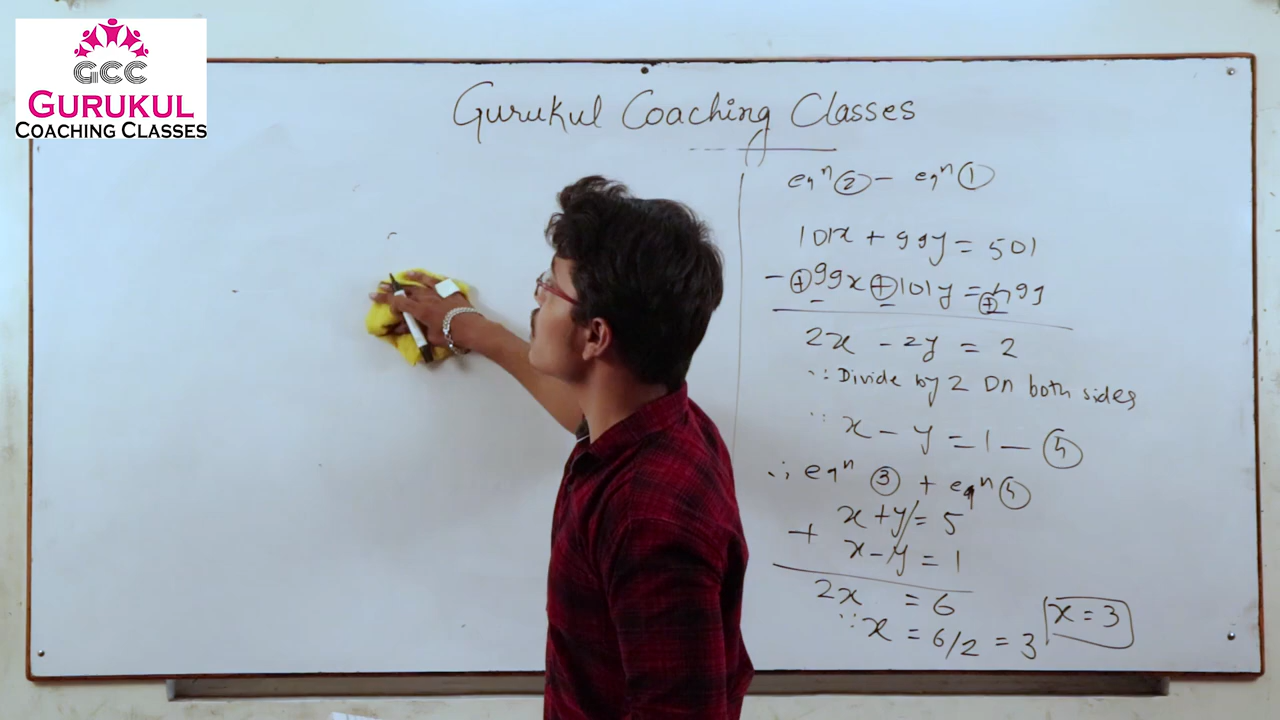 GCC
GURUKUL
COACHING CLASSES
Gurukul Coaching Classes
eqⁿ ② - eqⁿ ①
101x + 99y = 501
- ⊕99x ⊕101y = ⊕499
- - -
2x - 2y = 2
∵ Divide by 2 On both sides
∵ x - y = 1 — ④
∴ eqⁿ ③ + eqⁿ ④
x + y = 5
+ x - y = 1
2x = 6
∵ x = 6/2 = 3
x = 3